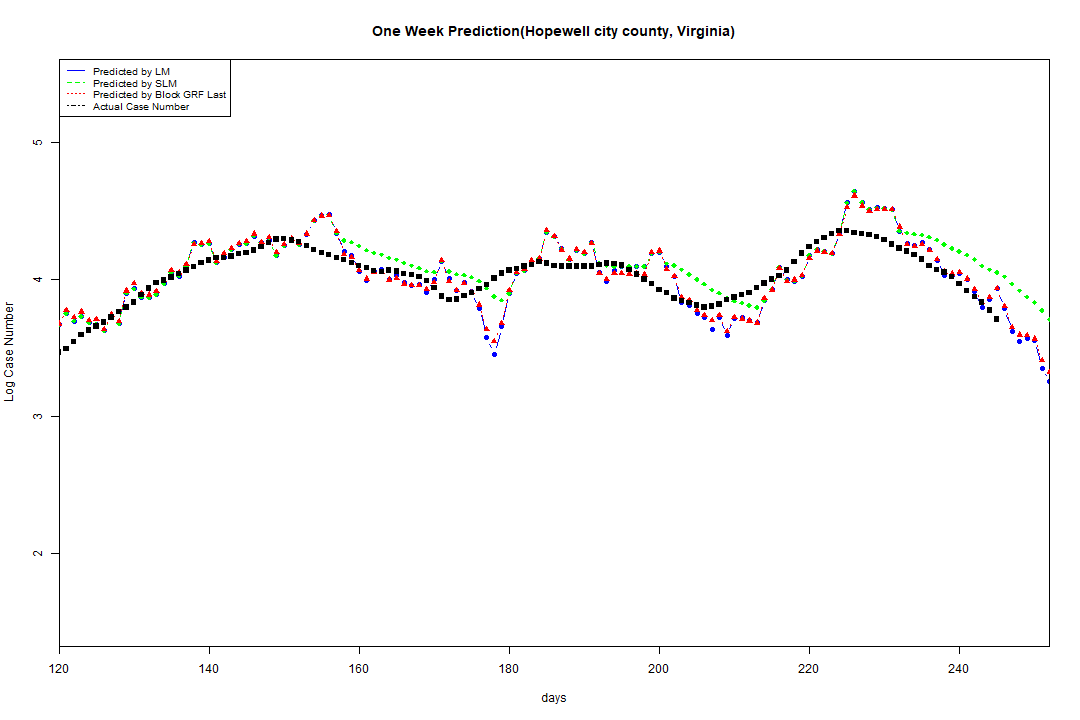 One Week Prediction(Hopewell city county, Virginia)
Predicted by LM
Predicted by SLM
Predicted by Block GRF Last
Actual Case Number
5
4
3
2
Log Case Number
120 140 160 180 200 220 240
days